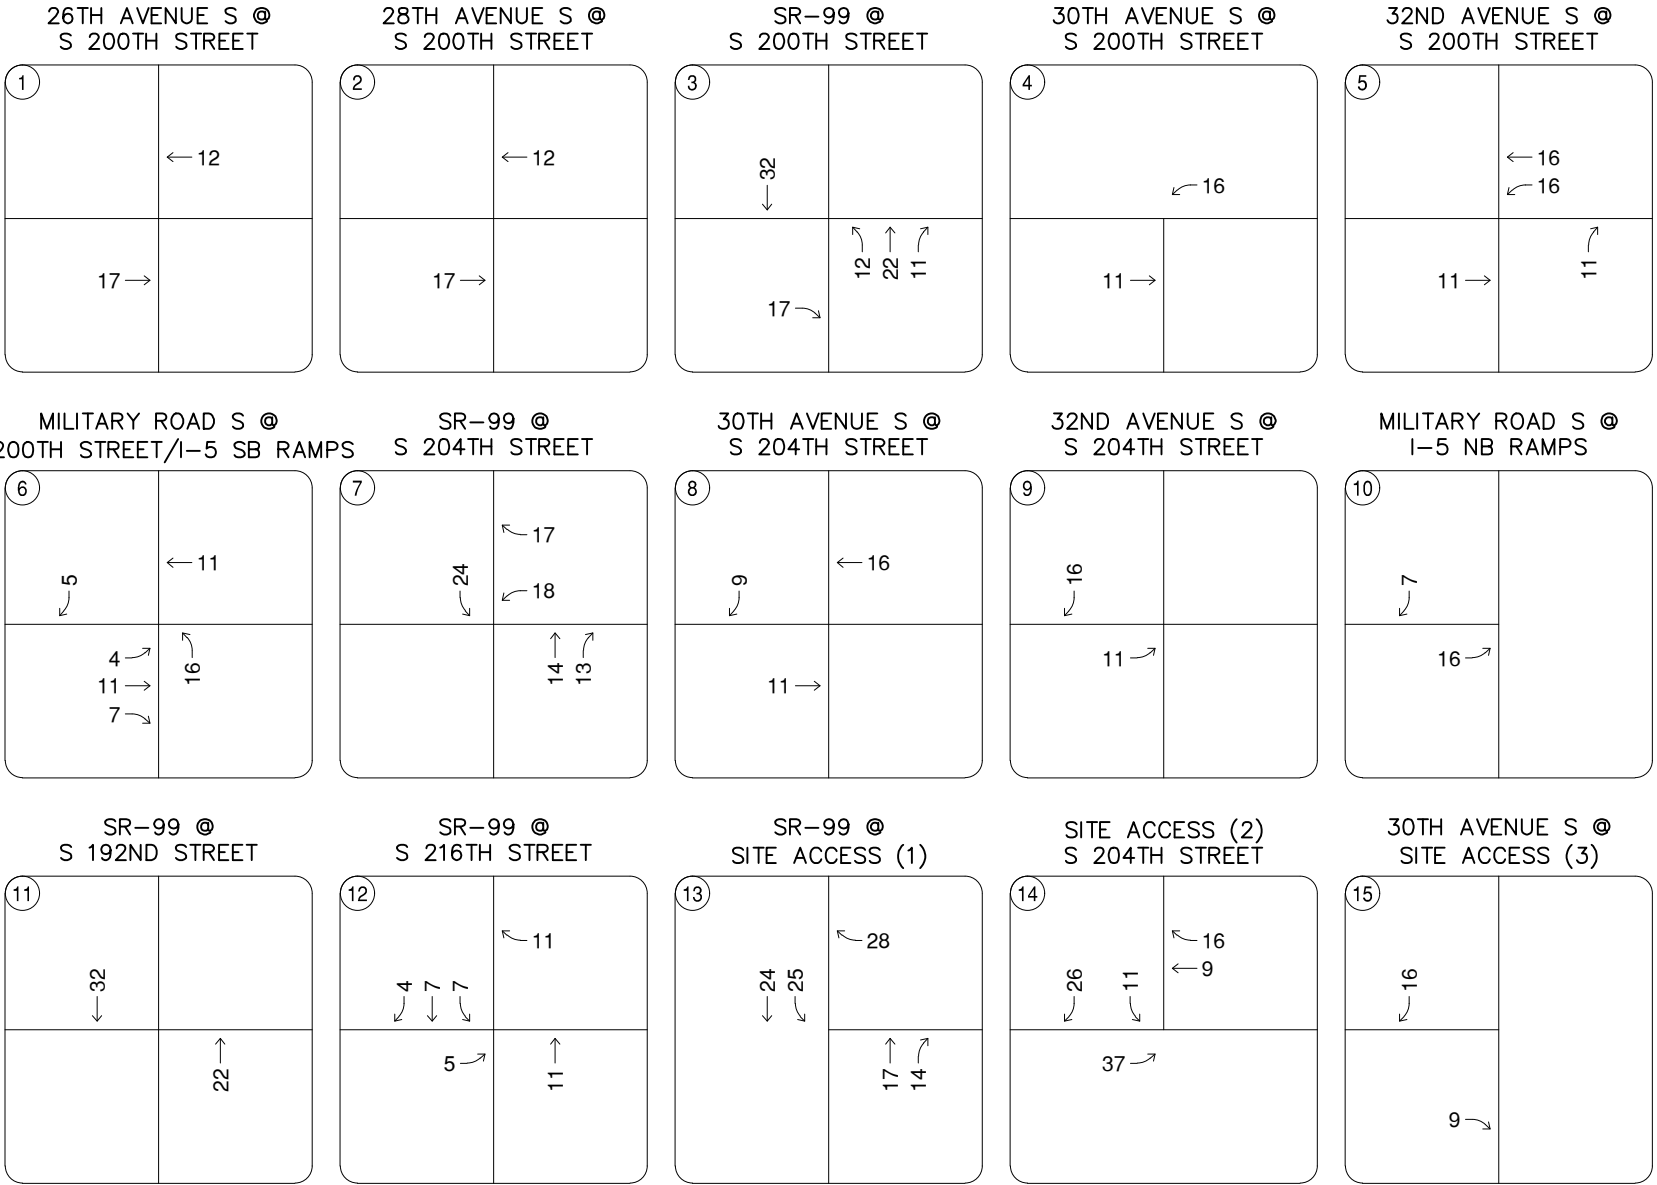 26TH AVENUE S @
S 200TH STREET
1
12
17
28TH AVENUE S @
S 200TH STREET
2
12
17
SR-99 @
S 200TH STREET
3
32
12 22 11
17
30TH AVENUE S @
S 200TH STREET
4
16
11
32ND AVENUE S @
S 200TH STREET
5
16
16
11
11
MILITARY ROAD S @
200TH STREET/I-5 SB RAMPS
6
11
5
4
11
7
16
SR-99 @
S 204TH STREET
7
17
24
18
14 13
30TH AVENUE S @
S 204TH STREET
8
16
9
11
32ND AVENUE S @
S 204TH STREET
9
16
11
MILITARY ROAD S @
I-5 NB RAMPS
10
7
16
SR-99 @
S 192ND STREET
11
32
22
SR-99 @
S 216TH STREET
12
11
4 7 7
5
11
SR-99 @
SITE ACCESS (1)
13
28
24 25
17 14
SITE ACCESS (2)
S 204TH STREET
14
16
9
26 11
37
30TH AVENUE S @
SITE ACCESS (3)
15
16
9